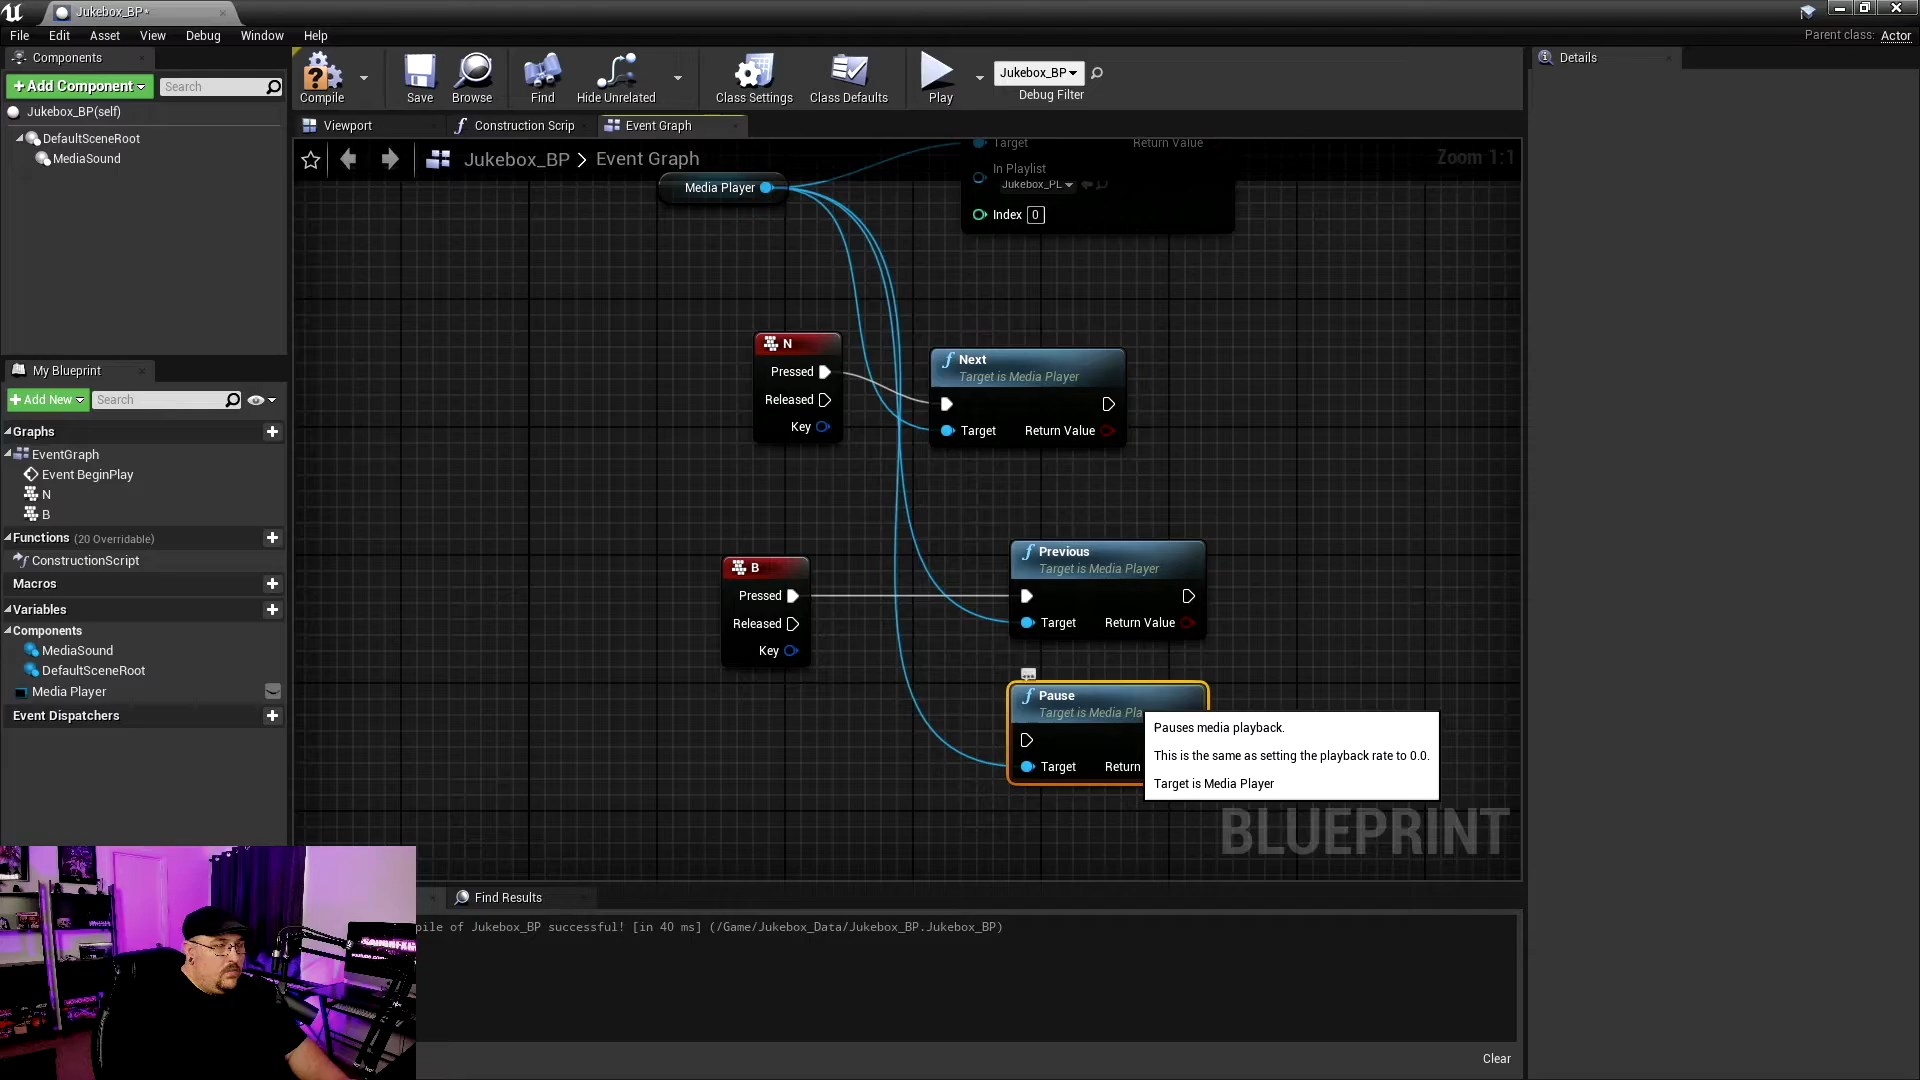 Jukebox_BP*
File Edit Asset View Debug Window Help
Parent class: Actor
Components
Details
+Add Component
Search
Jukebox_BP(self)
DefaultSceneRoot
MediaSound
Compile
Save
Browse
Find
Hide Unrelated
Class Settings
Class Defaults
Play
Jukebox_BP
Debug Filter
Viewport
Construction Scrip
Event Graph
Jukebox_BP > Event Graph
Zoom 1:1
Target
Return Value
In Playlist
Jukebox_PL
Index 0
Media Player
N
Pressed
Released
Key
Next
Target is Media Player
Target
Return Value
B
Pressed
Released
Key
Previous
Target is Media Player
Target
Return Value
Pause
Target is Media Pla
Target
Return
Pauses media playback.
This is the same as setting the playback rate to 0.0.
Target is Media Player
BLUEPRINT
My Blueprint
+Add New
Search
Graphs
EventGraph
Event BeginPlay
N
B
Functions (20 Overridable)
ConstructionScript
Macros
Variables
Components
MediaSound
DefaultSceneRoot
Media Player
Event Dispatchers
Find Results
pile of Jukebox_BP successful! [in 40 ms] (/Game/Jukebox_Data/Jukebox_BP.Jukebox_BP)
Clear